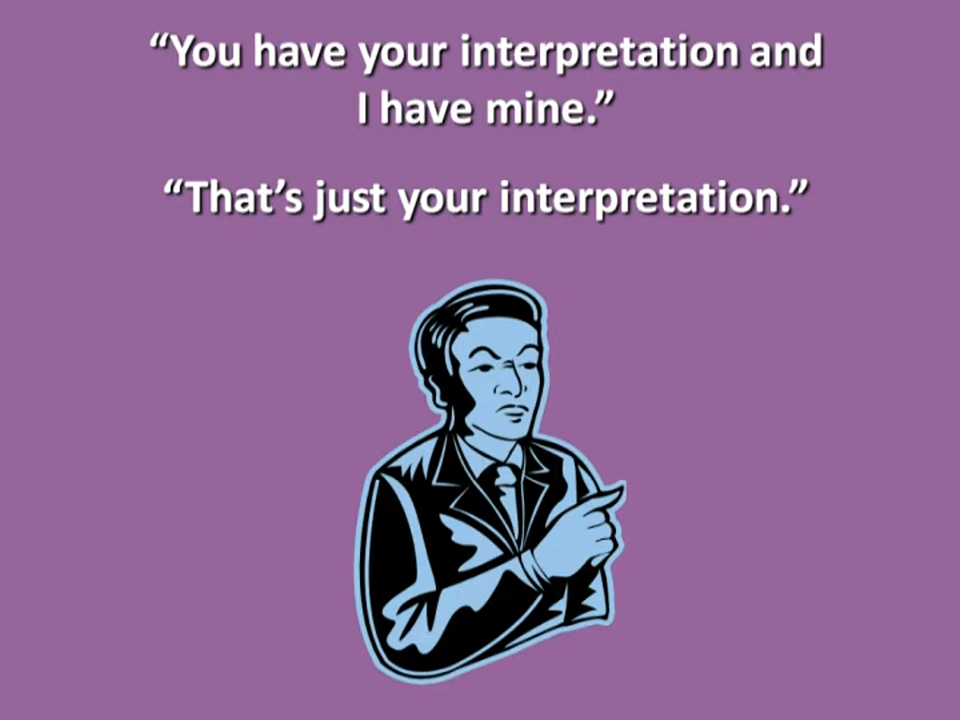 “You have your interpretation and
I have mine.”
“That’s just your interpretation.”